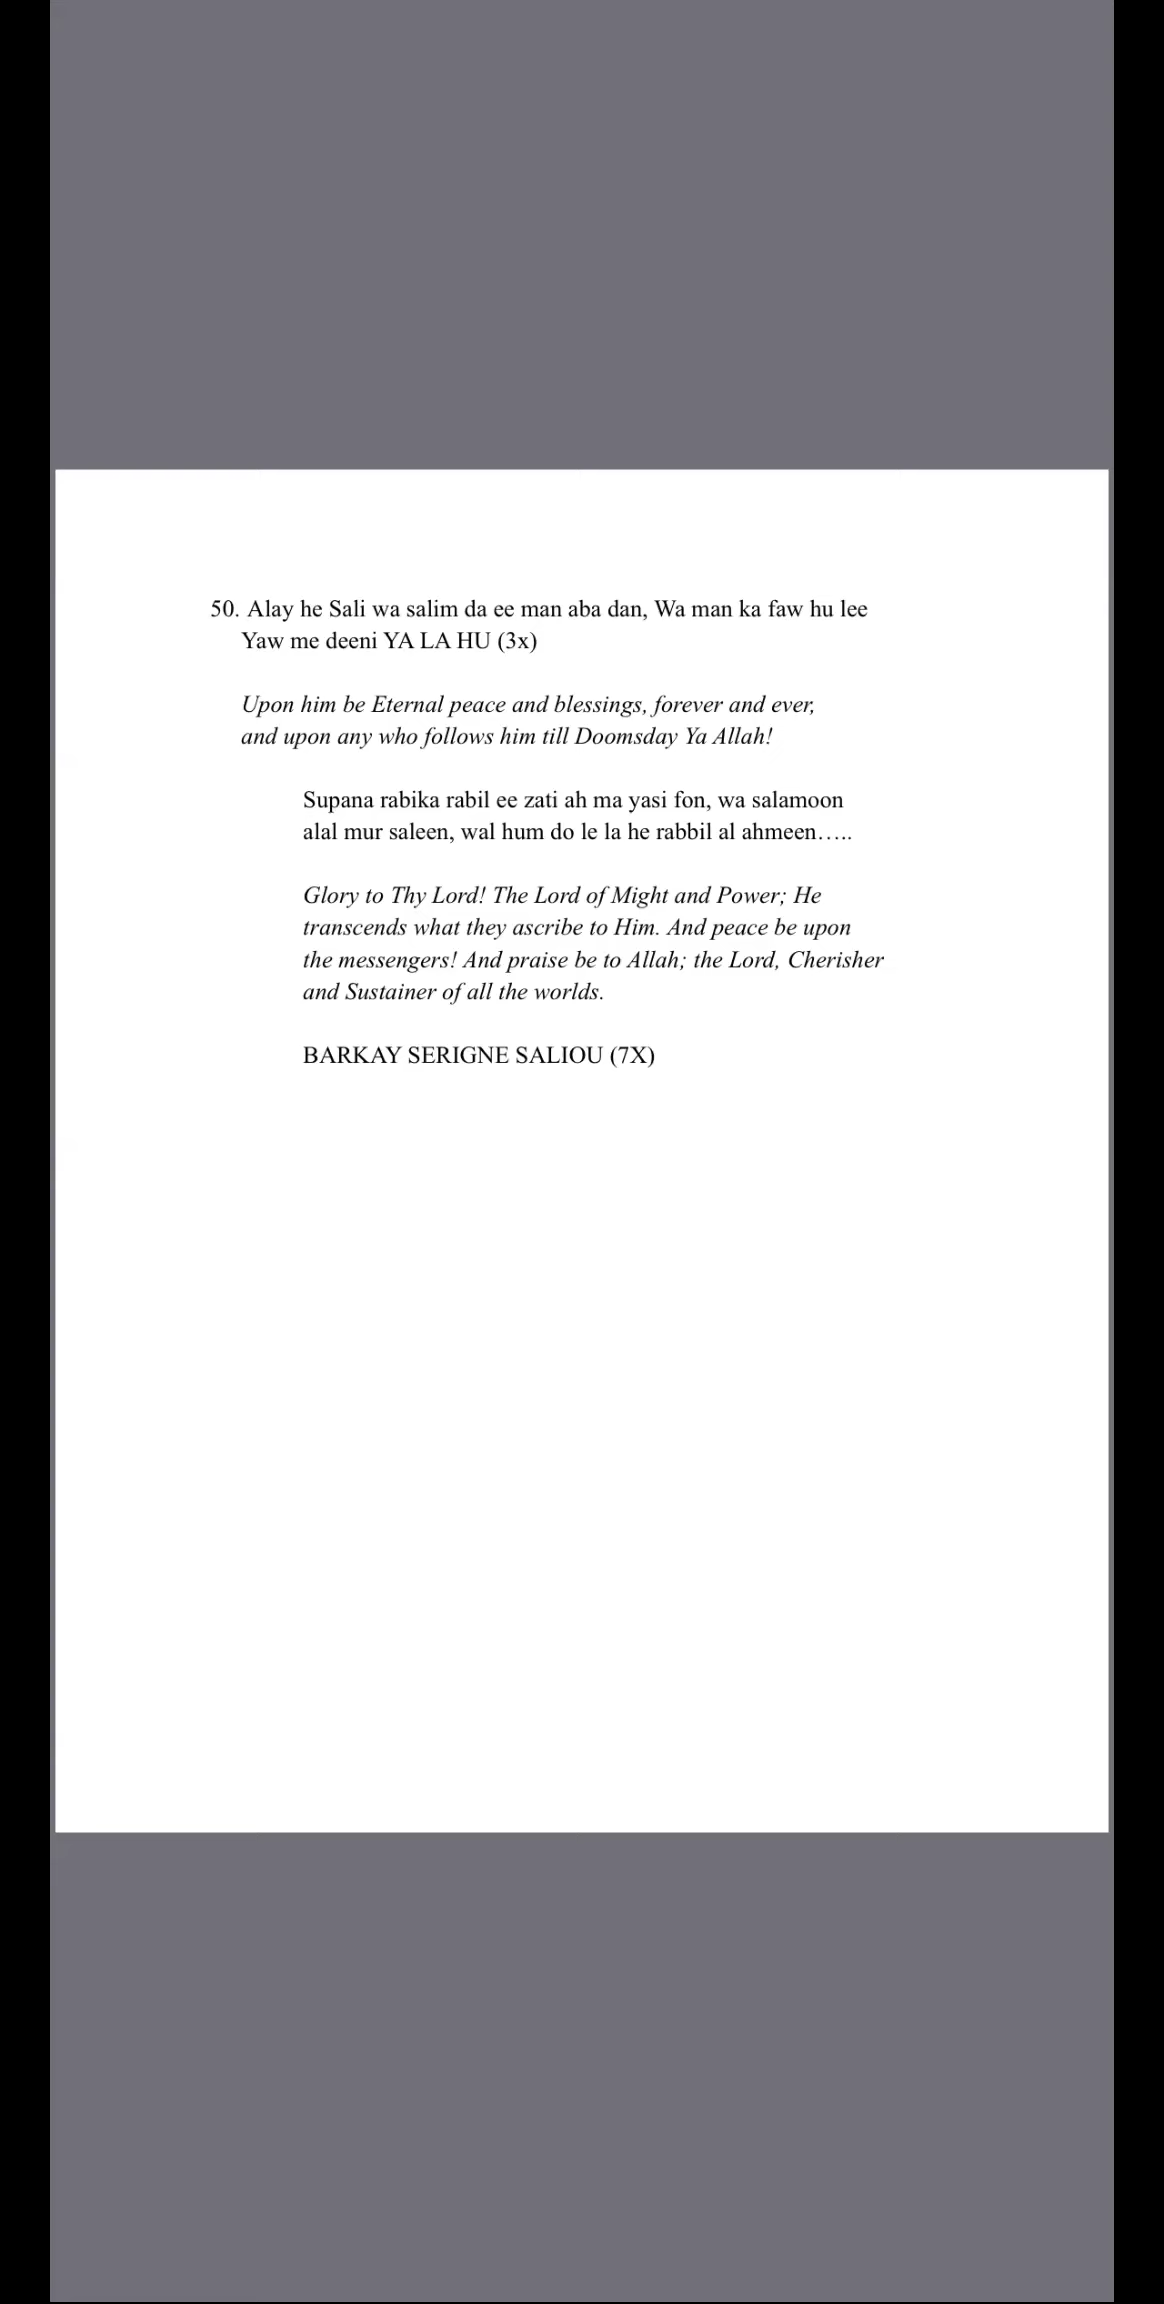 50. Alay he Sali wa salim da ee man aba dan, Wa man ka faw hu lee
Yaw me deeni YA LA HU (3x)
Upon him be Eternal peace and blessings, forever and ever,
and upon any who follows him till Doomsday Ya Allah!
Supana rabika rabil ee zati ah ma yasi fon, wa salamoon
alal mur saleen, wal hum do le la he rabbil al ahmeen…..
Glory to Thy Lord! The Lord of Might and Power; He
transcends what they ascribe to Him. And peace be upon
the messengers! And praise be to Allah; the Lord, Cherisher
and Sustainer of all the worlds.
BARKAY SERIGNE SALIOU (7X)